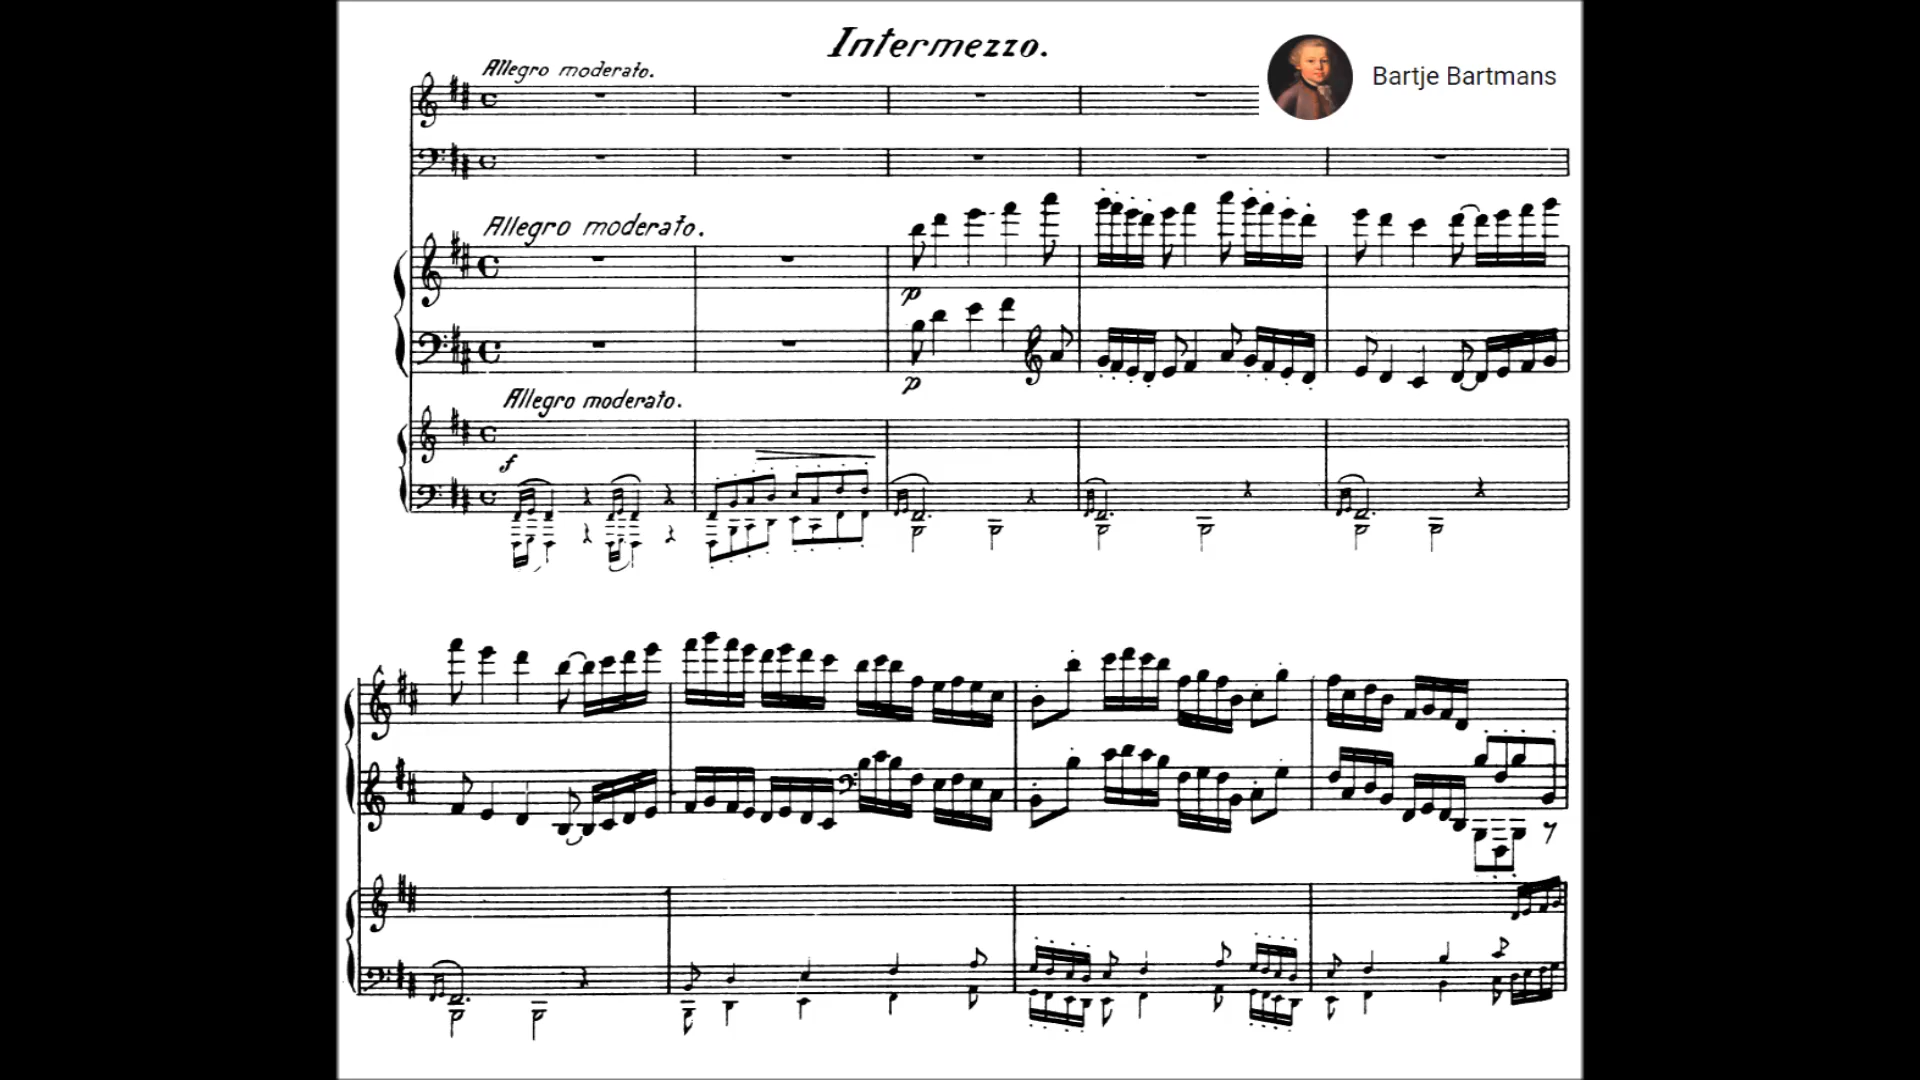 Intermezzo.
Bartje Bartmans
Allegro moderato.
Allegro moderato.
p
p
Allegro moderato.
f